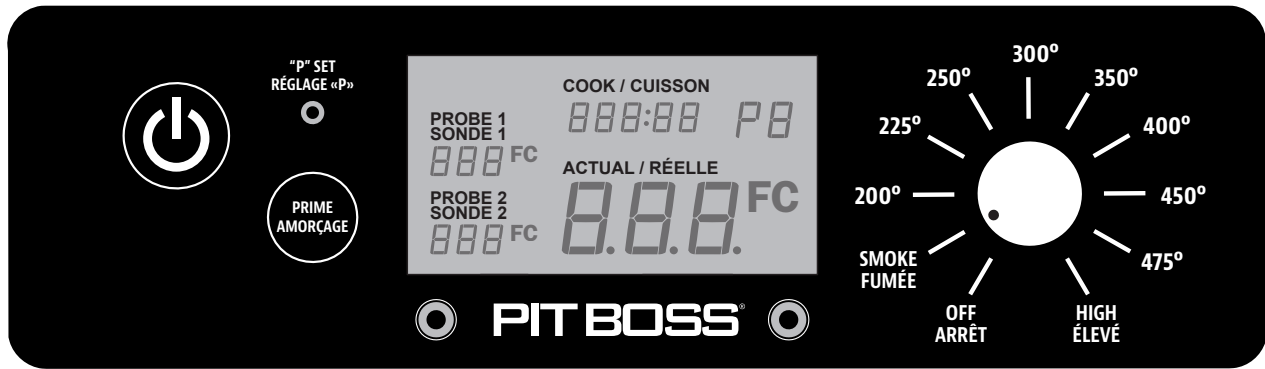 “P” SET
RÉGLAGE «P»
PRIME
AMORÇAGE
COOK / CUISSON
888:88 P8
PROBE 1
SONDE 1
888 FC
ACTUAL / RÉELLE
8.8.8. FC
PROBE 2
SONDE 2
888 FC
PIT BOSS®
OFF
ARRÊT
SMOKE
FUMÉE
200º
225º
250º
300º
350º
400º
450º
475º
HIGH
ÉLEVÉ